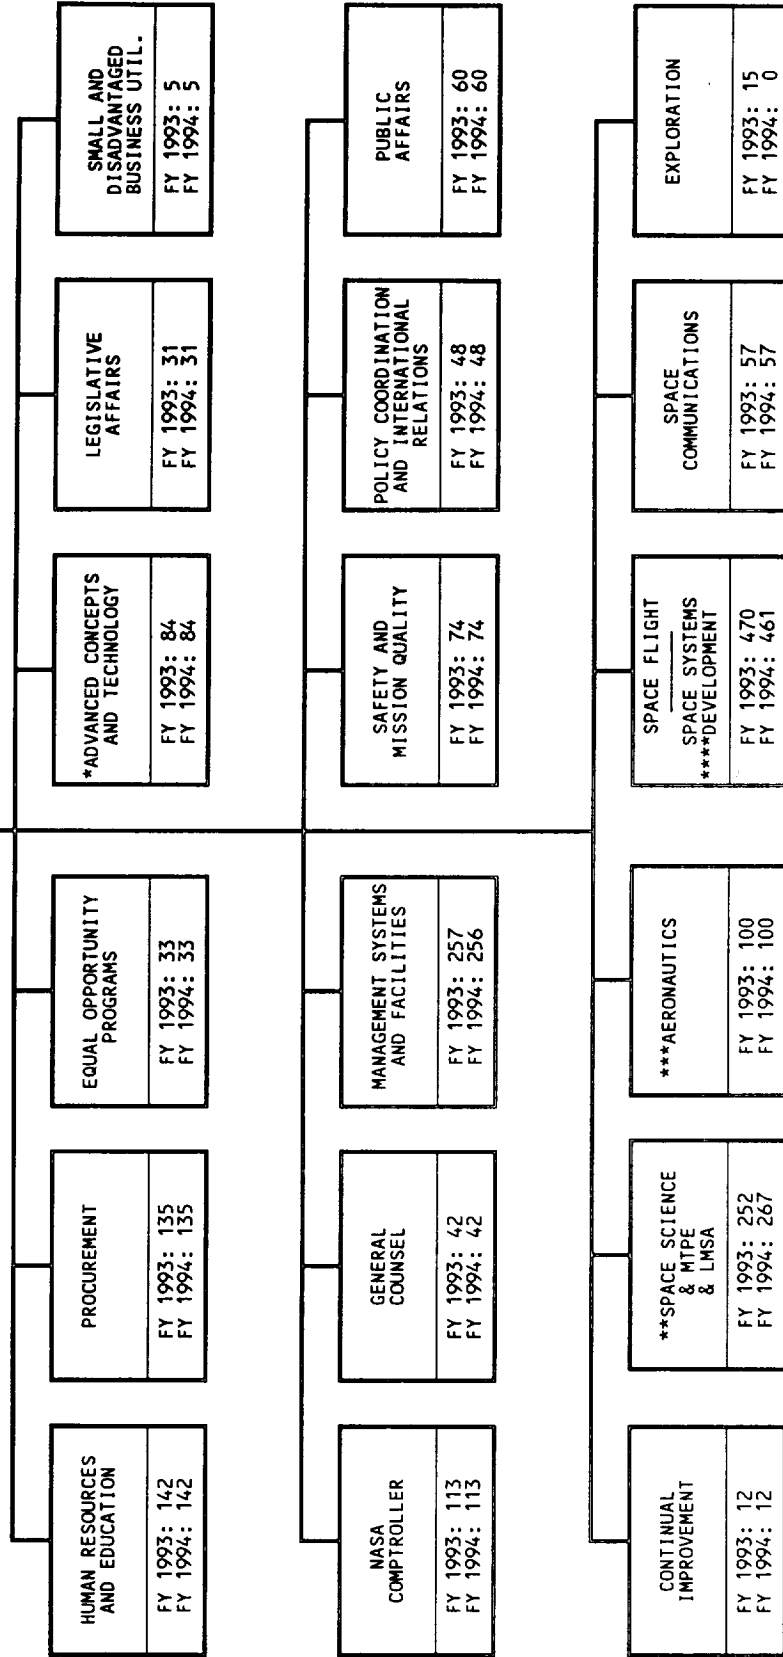 HUMAN RESOURCES
AND EDUCATION
FY 1993: 142
FY 1994: 142
PROCUREMENT
FY 1993: 135
FY 1994: 135
EQUAL OPPORTUNITY
PROGRAMS
FY 1993: 33
FY 1994: 33
*ADVANCED CONCEPTS
AND TECHNOLOGY
FY 1993: 84
FY 1994: 84
LEGISLATIVE
AFFAIRS
FY 1993: 31
FY 1994: 31
SMALL AND
DISADVANTAGED
BUSINESS UTIL.
FY 1993: 5
FY 1994: 5
NASA
COMPTROLLER
FY 1993: 113
FY 1994: 113
GENERAL
COUNSEL
FY 1993: 42
FY 1994: 42
MANAGEMENT SYSTEMS
AND FACILITIES
FY 1993: 257
FY 1994: 256
SAFETY AND
MISSION QUALITY
FY 1993: 74
FY 1994: 74
POLICY COORDINATION
AND INTERNATIONAL
RELATIONS
FY 1993: 48
FY 1994: 48
PUBLIC
AFFAIRS
FY 1993: 60
FY 1994: 60
CONTINUAL
IMPROVEMENT
FY 1993: 12
FY 1994: 12
**SPACE SCIENCE
& MTPE
& LMSA
FY 1993: 252
FY 1994: 267
***AERONAUTICS
FY 1993: 100
FY 1994: 100
SPACE FLIGHT
SPACE SYSTEMS
****DEVELOPMENT
FY 1993: 470
FY 1994: 461
SPACE
COMMUNICATIONS
FY 1993: 57
FY 1994: 57
EXPLORATION
FY 1993: 15
FY 1994: 0